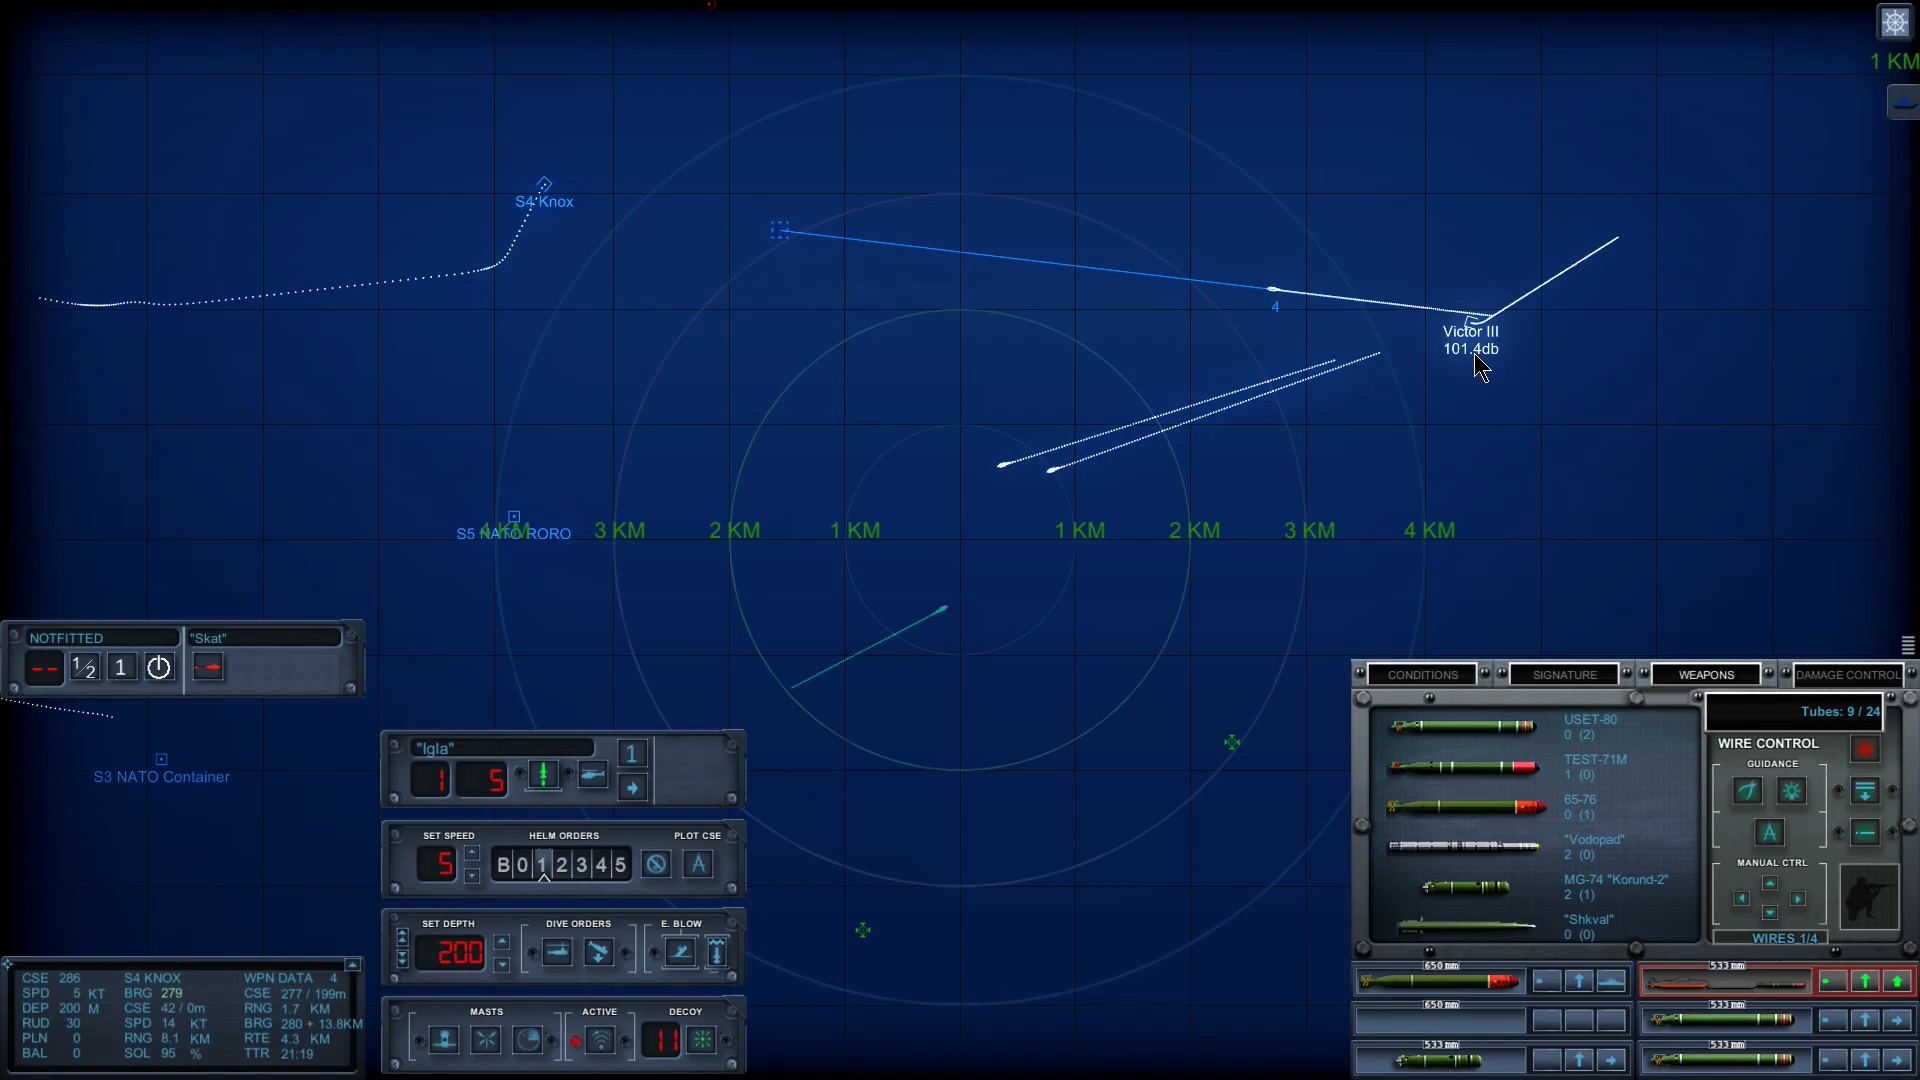 1 KM
S4 Knox
4
Victor III
101.4db
4 KM
3 KM
2 KM
1 KM
1 KM
2 KM
3 KM
4 KM
S5 NATO RORO
S3 NATO Container
NOTFITTED
"Skat"
--
1/2
1
"Igla"
1
5
1
SET SPEED
HELM ORDERS
PLOT CSE
5
B 0 1 2 3 4 5
SET DEPTH
DIVE ORDERS
E. BLOW
200
MASTS
ACTIVE
DECOY
11
CSE 286
SPD 5 KT
DEP 200 M
RUD 30
PLN 0
BAL 0
S4 KNOX
BRG 279
CSE 42 / 0m
SPD 14 KT
RNG 8.1 KM
SOL 95 %
WPN DATA 4
CSE 277 / 199m
RNG 1.7 KM
BRG 280 + 13.8KM
RTE 4.3 KM
TTR 21:19
CONDITIONS
SIGNATURE
WEAPONS
DAMAGE CONTROL
USET-80
0 (2)
TEST-71M
1 (0)
65-76
0 (1)
"Vodopad"
2 (0)
MG-74 "Korund-2"
2 (1)
"Shkval"
0 (0)
Tubes: 9 / 24
WIRE CONTROL
GUIDANCE
MANUAL CTRL
WIRES 1/4
650 mm
533 mm
650 mm
533 mm
533 mm
533 mm